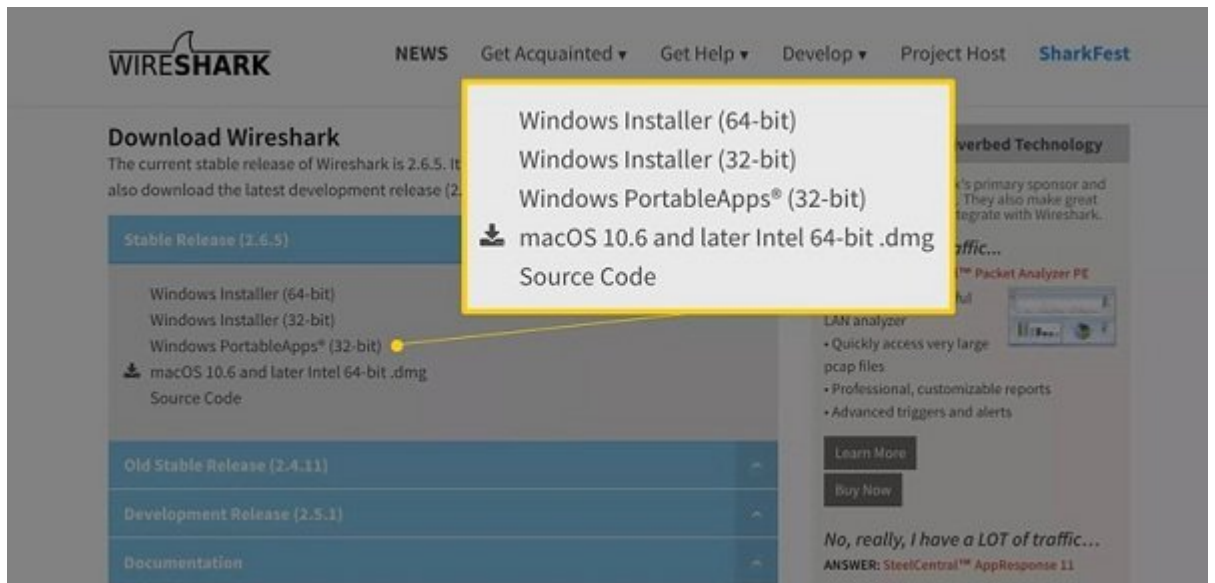 WIRESHARK
NEWS Get Acquainted ▾ Get Help ▾ Develop ▾ Project Host SharkFest
Download Wireshark
The current stable release of Wireshark is 2.6.5. It
also download the latest development release (2.
Stable Release (2.6.5)
Windows Installer (64-bit)
Windows Installer (32-bit)
Windows PortableApps® (32-bit)
macOS 10.6 and later Intel 64-bit .dmg
Source Code
Windows Installer (64-bit)
Windows Installer (32-bit)
Windows PortableApps® (32-bit)
macOS 10.6 and later Intel 64-bit .dmg
Source Code
Old Stable Release (2.4.11)
Development Release (2.5.1)
Documentation
Technology
primary sponsor and
They also make great
with Wireshark.
Packet Analyzer PE
LAN analyzer
• Quickly access very large
pcap files
• Professional, customizable reports
• Advanced triggers and alerts
Learn More
Buy Now
No, really, I have a LOT of traffic…
ANSWER: SteelCentral™ AppResponse 11